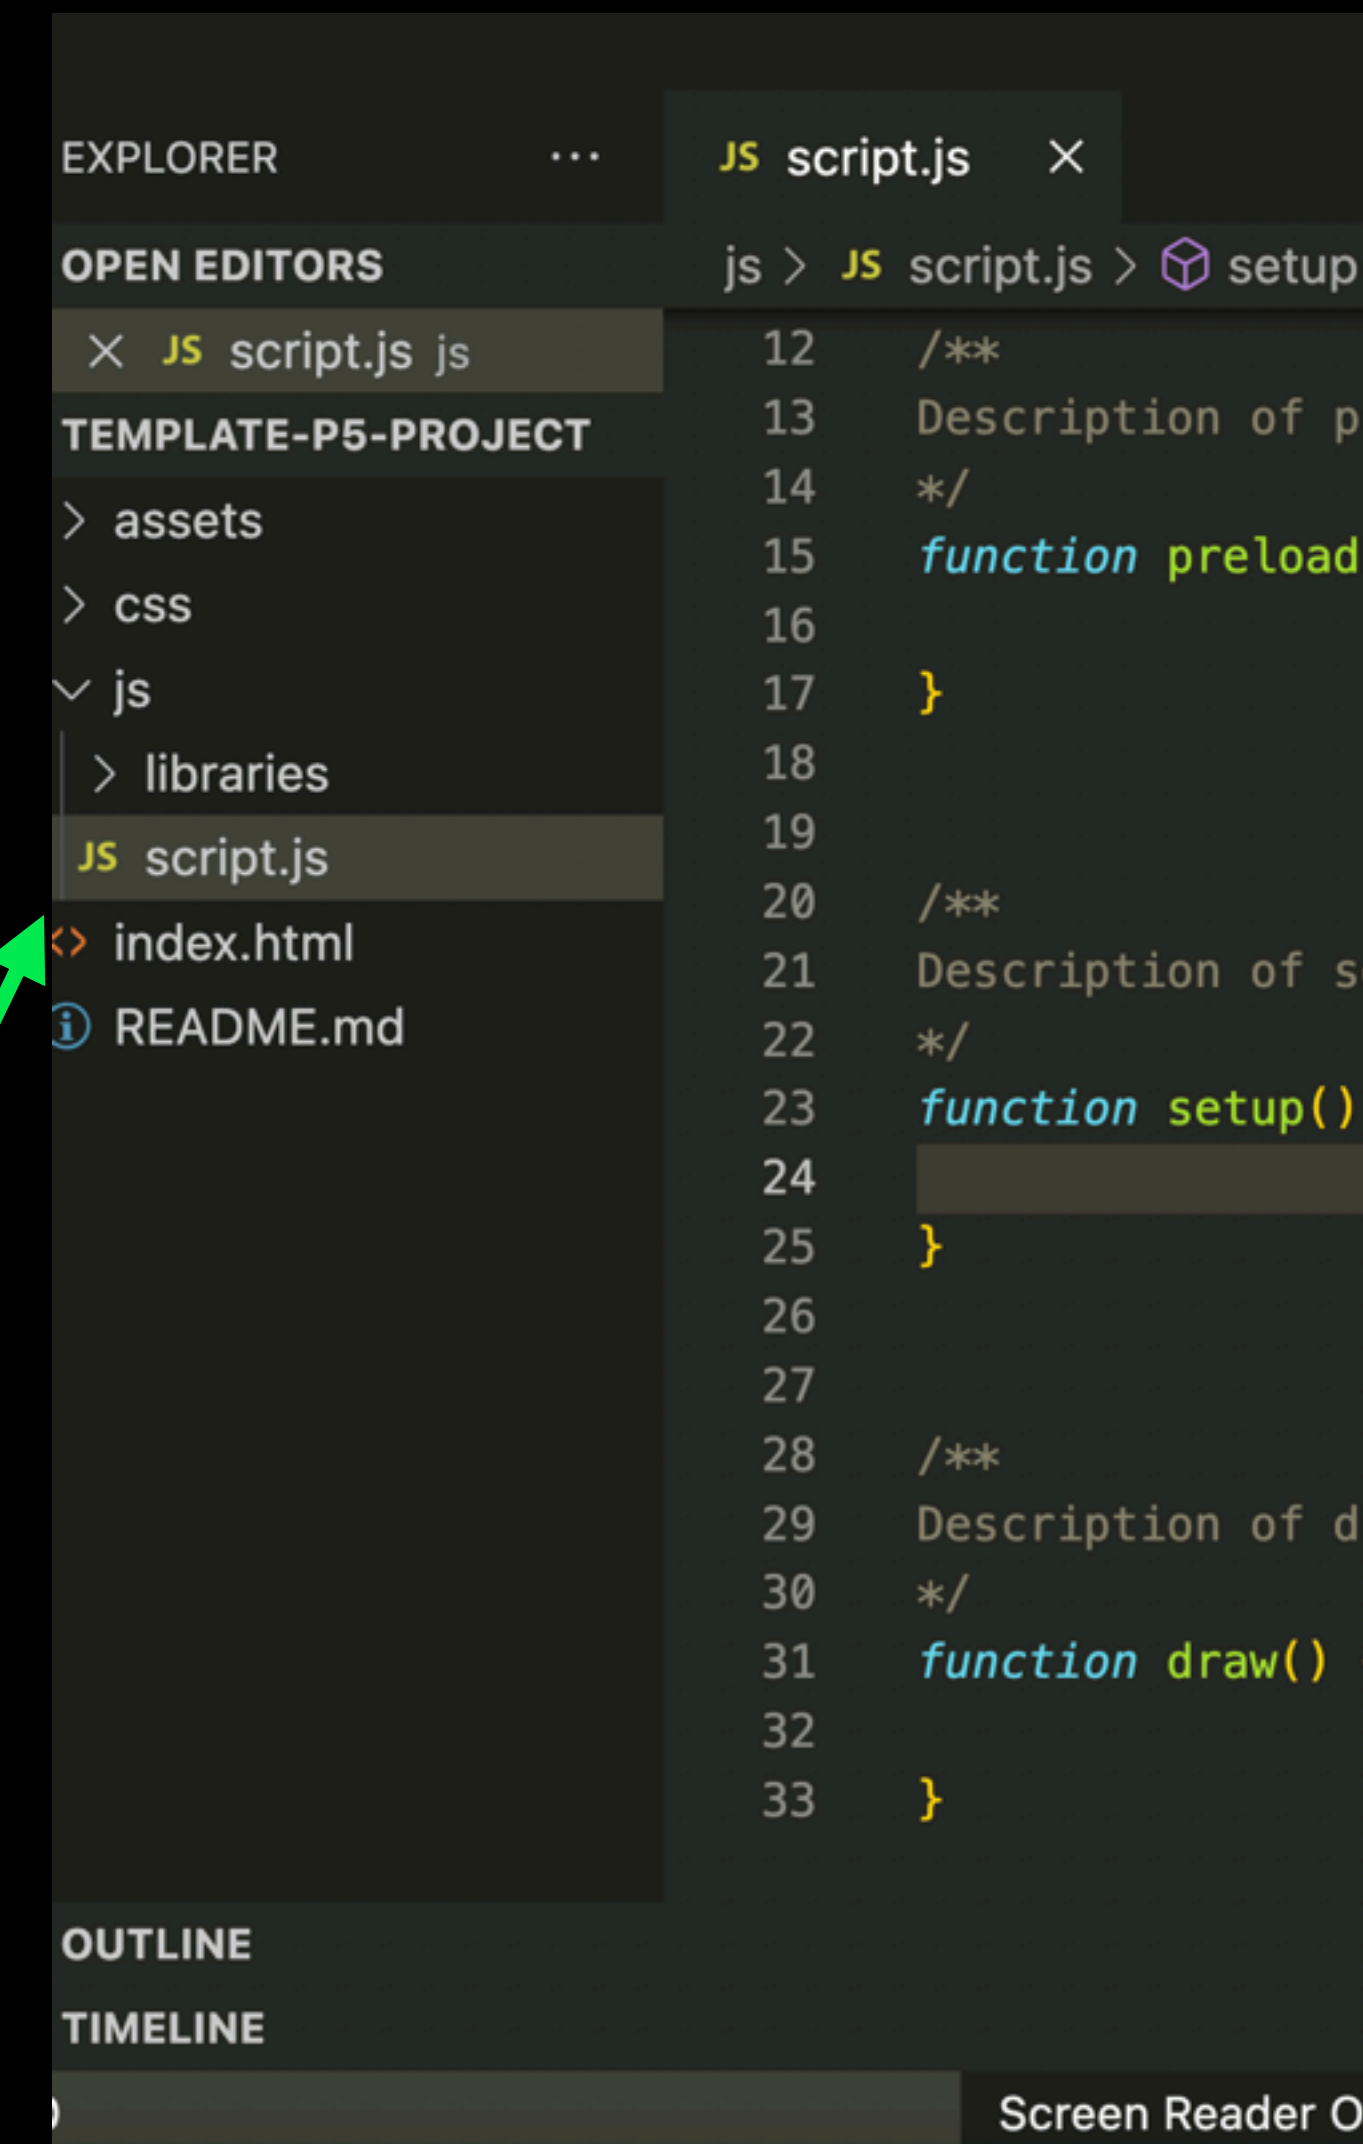 EXPLORER ···
OPEN EDITORS
JS script.js js
TEMPLATE-P5-PROJECT
> assets
> css
js
> libraries
JS script.js
<> index.html
README.md
OUTLINE
TIMELINE
JS script.js
js > JS script.js > setup
12 /**
13 Description of p
14 */
15 function preload
16
17 }
18
19
20 /**
21 Description of s
22 */
23 function setup()
24
25 }
26
27
28 /**
29 Description of d
30 */
31 function draw()
32
33 }
Screen Reader O